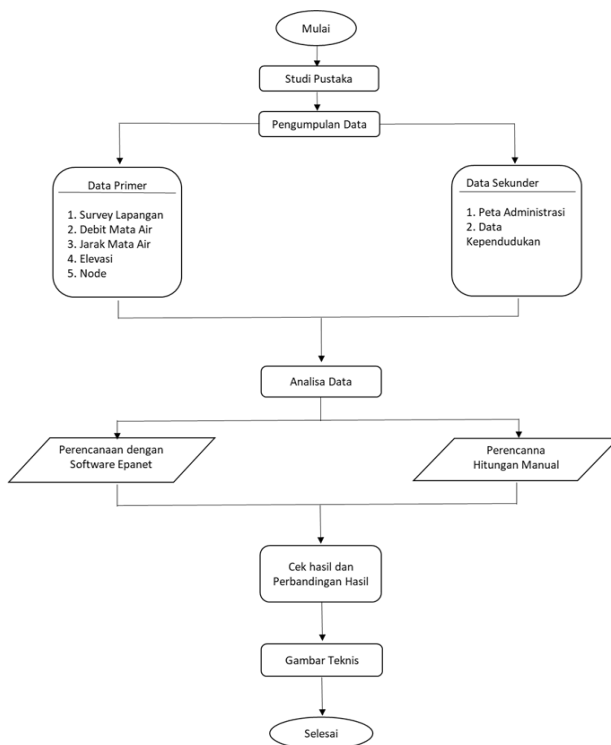 Mulai
Studi Pustaka
Pengumpulan Data
Data Primer
1. Survey Lapangan
2. Debit Mata Air
3. Jarak Mata Air
4. Elevasi
5. Node
Data Sekunder
1. Peta Administrasi
2. Data
Kependudukan
Analisa Data
Perencanaan dengan
Software Epanet
Perencanna
Hitungan Manual
Cek hasil dan
Perbandingan Hasil
Gambar Teknis
Selesai